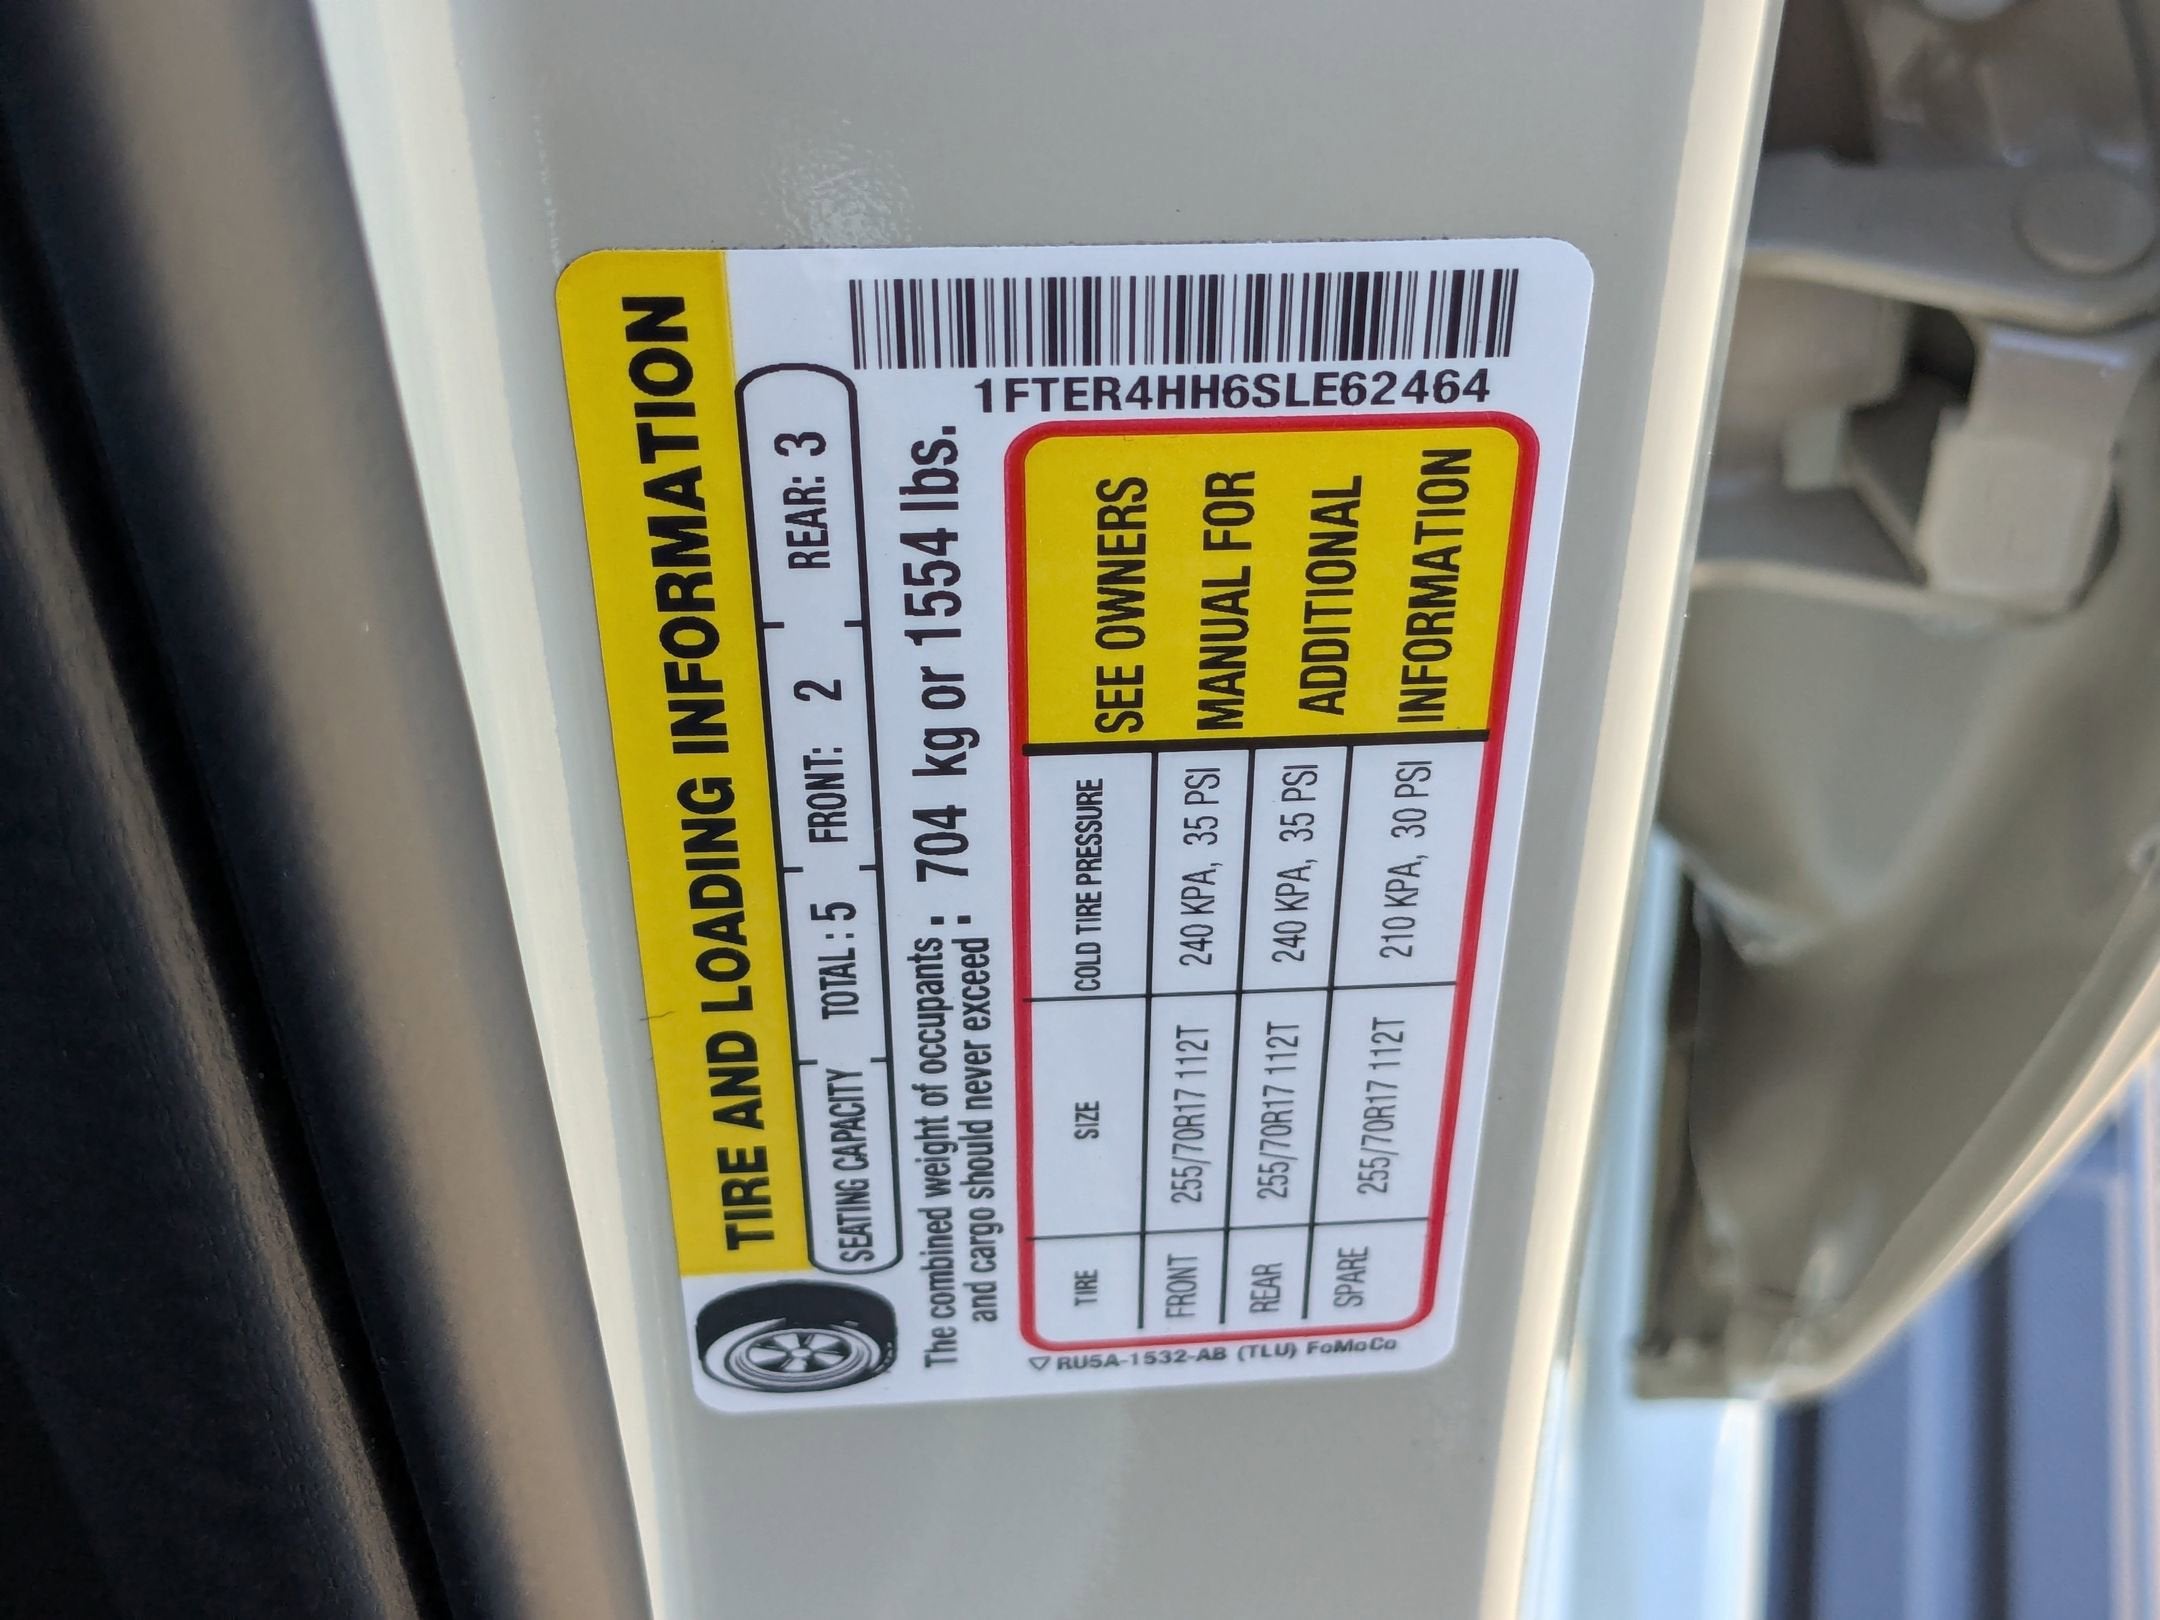 TIRE AND LOADING INFORMATION
SEATING CAPACITY TOTAL: 5 FRONT: 2 REAR: 3
The combined weight of occupants : 704 kg or 1554 lbs.
and cargo should never exceed :
1FTER4HH6SLE62464
TIRE SIZE COLD TIRE PRESSURE
FRONT 255/70R17 112T 240 KPA, 35 PSI
REAR 255/70R17 112T 240 KPA, 35 PSI
SPARE 255/70R17 112T 210 KPA, 30 PSI
SEE OWNERS
MANUAL FOR
ADDITIONAL
INFORMATION
RU5A-1532-AB (TLU) FoMoCo